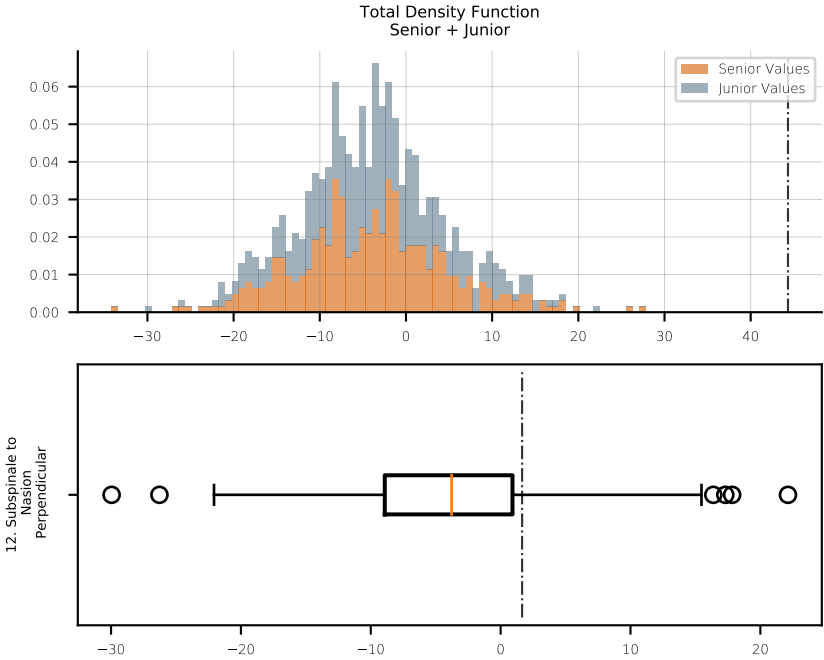 Total Density Function
Senior + Junior
Senior Values
Junior Values
0.06
0.05
0.04
0.03
0.02
0.01
0.00
−30 −20 −10 0 10 20 30 40
12. Subspinale to
Nasion
Perpendicular
−30 −20 −10 0 10 20